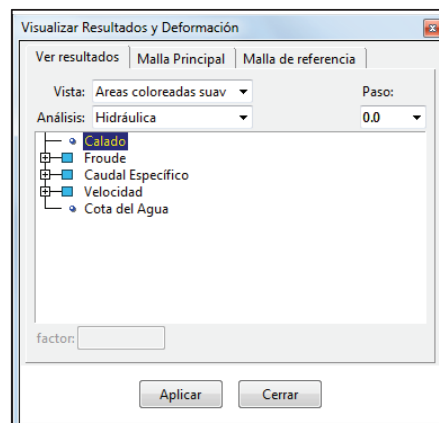 Visualizar Resultados y Deformación
Ver resultados Malla Principal Malla de referencia
Vista: Areas coloreadas suav Paso:
Análisis: Hidráulica 0.0
Calado
Froude
Caudal Específico
Velocidad
Cota del Agua
factor:
Aplicar Cerrar